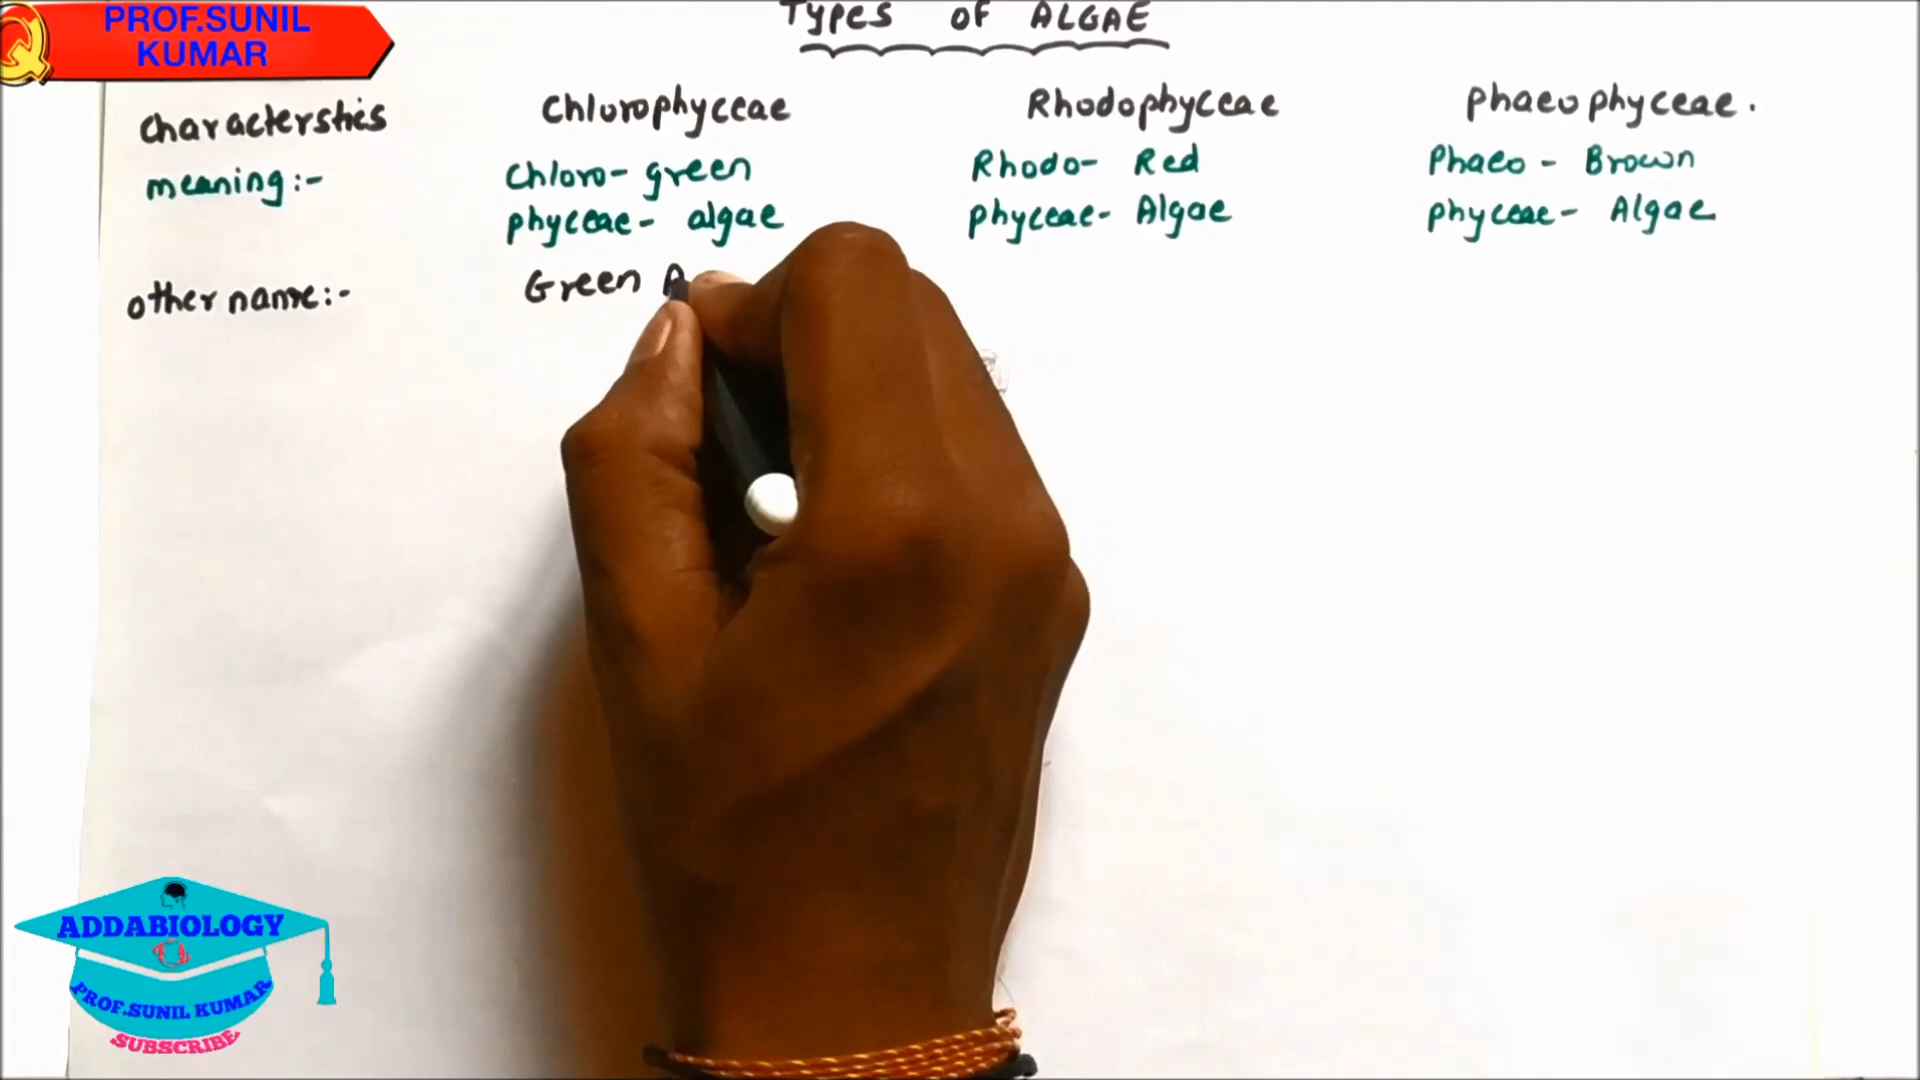 PROF.SUNIL
KUMAR
TYPES OF ALGAE
characterstics Chlorophyceae Rhodophyceae phaeophyceae.
meaning:- Chloro- green Rhodo- Red Phaeo - Brown
phyceae- algae phyceae- Algae phyceae- Algae
other name:- Green A
ADDABIOLOGY
PROF.SUNIL KUMAR
SUBSCRIBE